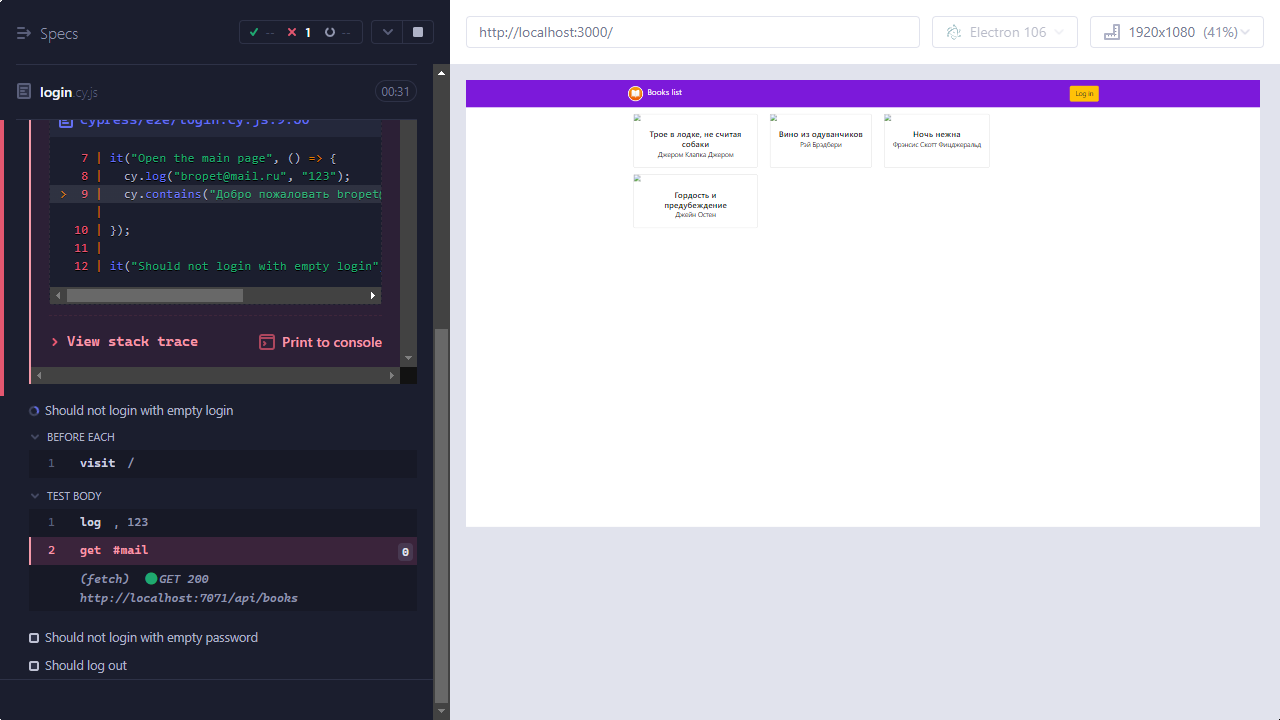 Specs
-- 1 --
http://localhost:3000/
Electron 106
1920x1080 (41%)
login.cy.js
00:31
cypress/e2e/login.cy.js:9:36
7 | it("Open the main page", () => {
8 | cy.log("bropet@mail.ru", "123");
> 9 | cy.contains("Добро пожаловать bropet@
|
10 | });
11 |
12 | it("Should not login with empty login"
View stack trace
Print to console
Should not login with empty login
BEFORE EACH
1 visit /
TEST BODY
1 log , 123
2 get #mail 0
(fetch) GET 200
http://localhost:7071/api/books
Should not login with empty password
Should log out
Books list
Log in
Трое в лодке, не считая
собаки
Джером Клапка Джером
Вино из одуванчиков
Рэй Брэдбери
Ночь нежна
Фрэнсис Скотт Фицджеральд
Гордость и
предубеждение
Джейн Остен